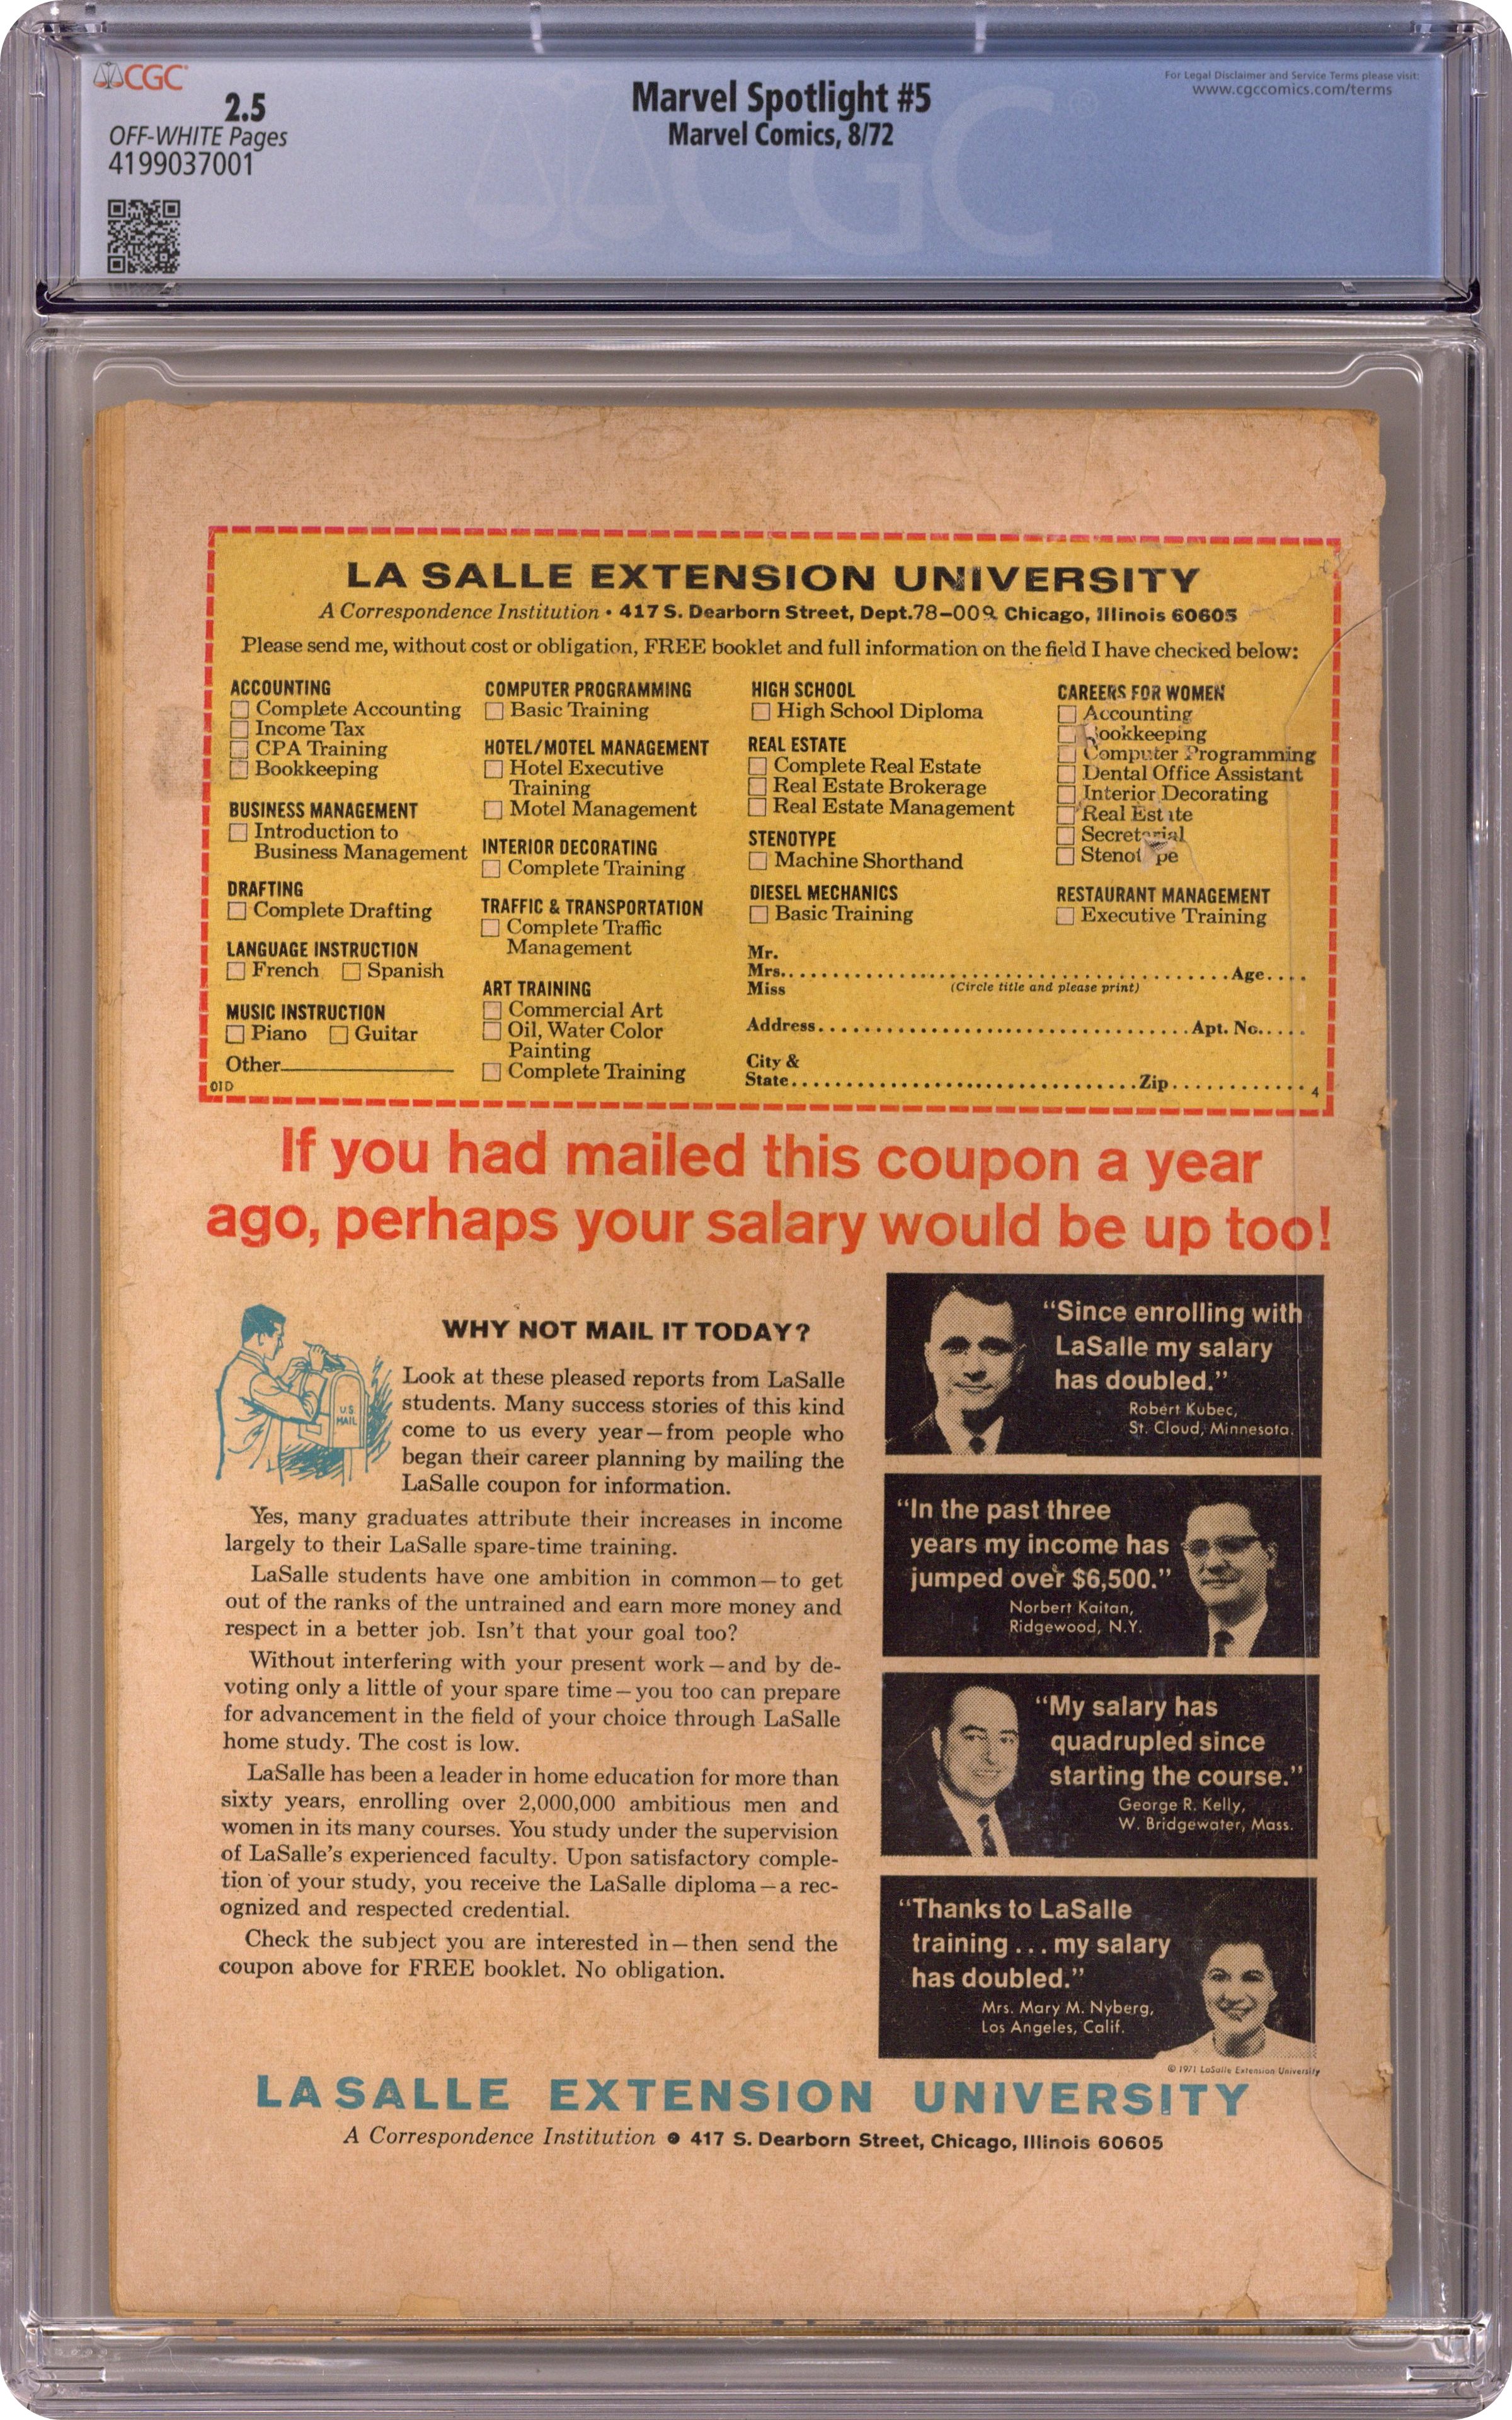 CGC
2.5
OFF-WHITE Pages
4199037001
Marvel Spotlight #5
Marvel Comics, 8/72
For Legal Disclaimer and Service Terms please visit:
www.cgccomics.com/terms
CGC
LA SALLE EXTENSION UNIVERSITY
A Correspondence Institution • 417 S. Dearborn Street, Dept. 78-009, Chicago, Illinois 60605
Please send me, without cost or obligation, FREE booklet and full information on the field I have checked below:
ACCOUNTING
Complete Accounting
Income Tax
CPA Training
Bookkeeping
BUSINESS MANAGEMENT
Introduction to
Business Management
DRAFTING
Complete Drafting
LANGUAGE INSTRUCTION
French Spanish
MUSIC INSTRUCTION
Piano Guitar
Other
01D
COMPUTER PROGRAMMING
Basic Training
HOTEL/MOTEL MANAGEMENT
Hotel Executive
Training
Motel Management
INTERIOR DECORATING
Complete Training
TRAFFIC & TRANSPORTATION
Complete Traffic
Management
ART TRAINING
Commercial Art
Oil, Water Color
Painting
Complete Training
HIGH SCHOOL
High School Diploma
REAL ESTATE
Complete Real Estate
Real Estate Brokerage
Real Estate Management
STENOTYPE
Machine Shorthand
DIESEL MECHANICS
Basic Training
CAREERS FOR WOMEN
Accounting
Bookkeeping
Computer Programming
Dental Office Assistant
Interior Decorating
Real Estate
Secretarial
Stenotype
RESTAURANT MANAGEMENT
Executive Training
Mr.
Mrs. Age
Miss (Circle title and please print)
Address Apt. No.
City &
State Zip
4
If you had mailed this coupon a year
ago, perhaps your salary would be up too!
U.S.
MAIL
WHY NOT MAIL IT TODAY?
Look at these pleased reports from LaSalle
students. Many success stories of this kind
come to us every year—from people who
began their career planning by mailing the
LaSalle coupon for information.
Yes, many graduates attribute their increases in income
largely to their LaSalle spare-time training.
LaSalle students have one ambition in common—to get
out of the ranks of the untrained and earn more money and
respect in a better job. Isn't that your goal too?
Without interfering with your present work—and by de-
voting only a little of your spare time—you too can prepare
for advancement in the field of your choice through LaSalle
home study. The cost is low.
LaSalle has been a leader in home education for more than
sixty years, enrolling over 2,000,000 ambitious men and
women in its many courses. You study under the supervision
of LaSalle's experienced faculty. Upon satisfactory comple-
tion of your study, you receive the LaSalle diploma—a rec-
ognized and respected credential.
Check the subject you are interested in—then send the
coupon above for FREE booklet. No obligation.
"Since enrolling with
LaSalle my salary
has doubled."
Robert Kubec,
St. Cloud, Minnesota.
"In the past three
years my income has
jumped over $6,500."
Norbert Kaitan,
Ridgewood, N.Y.
"My salary has
quadrupled since
starting the course."
George R. Kelly,
W. Bridgewater, Mass.
"Thanks to LaSalle
training...my salary
has doubled."
Mrs. Mary M. Nyberg,
Los Angeles, Calif.
© 1971 LaSalle Extension University
LASALLE EXTENSION UNIVERSITY
A Correspondence Institution • 417 S. Dearborn Street, Chicago, Illinois 60605